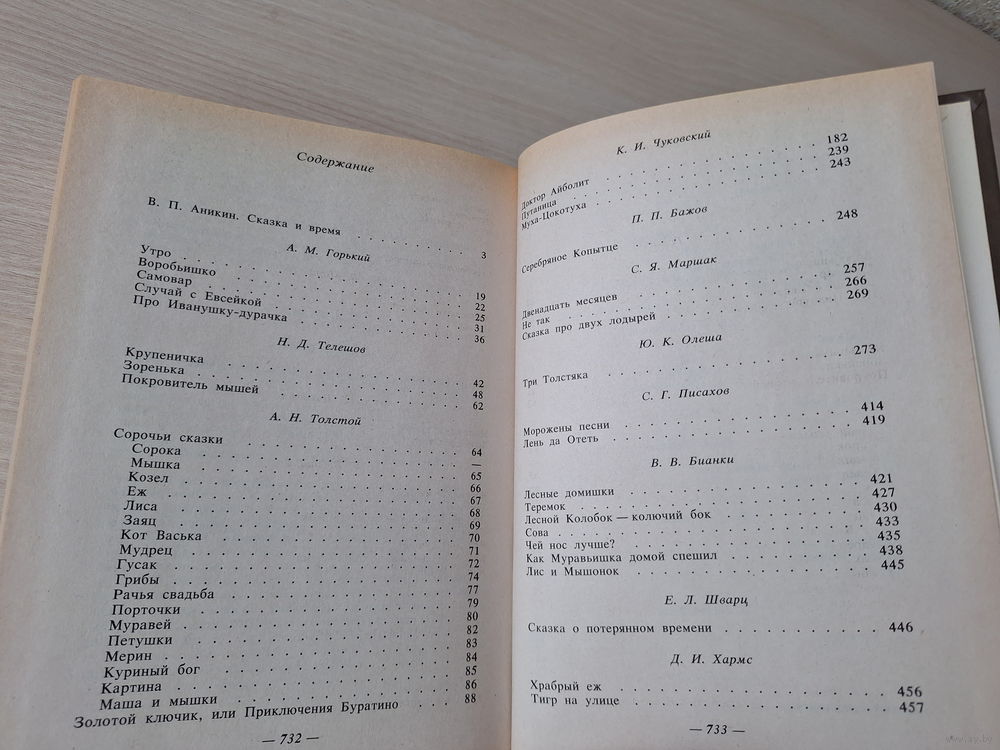 Содержание
В. П. Аникин. Сказка и время . . . . . . . . . . 3
А. М. Горький
Утро . . . . . . . . . . 19
Воробьишко . . . . . . . . . . 22
Самовар . . . . . . . . . . 25
Случай с Евсейкой . . . . . . . . . . 31
Про Иванушку-дурачка . . . . . . . . . . 36
Н. Д. Телешов
Крупеничка . . . . . . . . . . 42
Зоренька . . . . . . . . . . 48
Покровитель мышей . . . . . . . . . . 62
А. Н. Толстой
Сорочьи сказки . . . . . . . . . . 64
Сорока . . . . . . . . . . —
Мышка . . . . . . . . . . 65
Козел . . . . . . . . . . 66
Еж . . . . . . . . . . 67
Лиса . . . . . . . . . . 68
Заяц . . . . . . . . . . 69
Кот Васька . . . . . . . . . . 70
Мудрец . . . . . . . . . . 71
Гусак . . . . . . . . . . 72
Грибы . . . . . . . . . . 74
Рачья свадьба . . . . . . . . . . 77
Порточки . . . . . . . . . . 79
Муравей . . . . . . . . . . 80
Петушки . . . . . . . . . . 82
Мерин . . . . . . . . . . 83
Куриный бог . . . . . . . . . . 84
Картина . . . . . . . . . . 85
Маша и мышки . . . . . . . . . . 86
Золотой ключик, или Приключения Буратино . . . 88
— 732 —
К. И. Чуковский
Доктор Айболит . . . . . . . . . . 182
Путаница . . . . . . . . . . 239
Муха-Цокотуха . . . . . . . . . . 243
П. П. Бажов
Серебряное Копытце . . . . . . . . . . 248
С. Я. Маршак
Двенадцать месяцев . . . . . . . . . . 257
Не так . . . . . . . . . . 266
Сказка про двух лодырей . . . . . . . . . . 269
Ю. К. Олеша
Три Толстяка . . . . . . . . . . 273
С. Г. Писахов
Морожены песни . . . . . . . . . . 414
Лень да Отеть . . . . . . . . . . 419
В. В. Бианки
Лесные домишки . . . . . . . . . . 421
Теремок . . . . . . . . . . 427
Лесной Колобок — колючий бок . . . . . . . . . . 430
Сова . . . . . . . . . . 433
Чей нос лучше? . . . . . . . . . . 435
Как Муравьишка домой спешил . . . . . . . . . . 438
Лис и Мышонок . . . . . . . . . . 445
Е. Л. Шварц
Сказка о потерянном времени . . . . . . . . . . 446
Д. И. Хармс
Храбрый еж . . . . . . . . . . 456
Тигр на улице . . . . . . . . . . 457
— 733 —